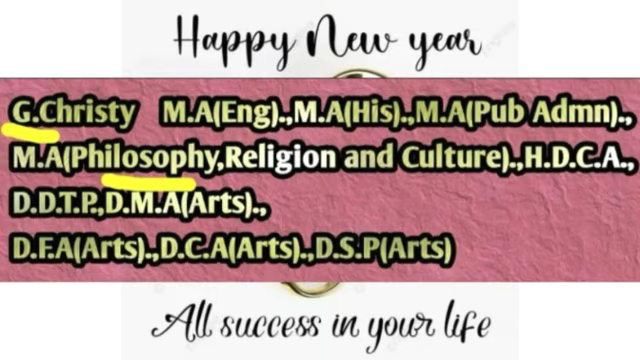 Happy New year
G.Christy M.A(Eng).,M.A(His).,M.A(Pub Admn).,
M.A(Philosophy,Religion and Culture).,H.D.C.A.,
D.D.T.P.,D.M.A(Arts).,
D.F.A(Arts).,D.C.A(Arts).,D.S.P(Arts)
All success in your life